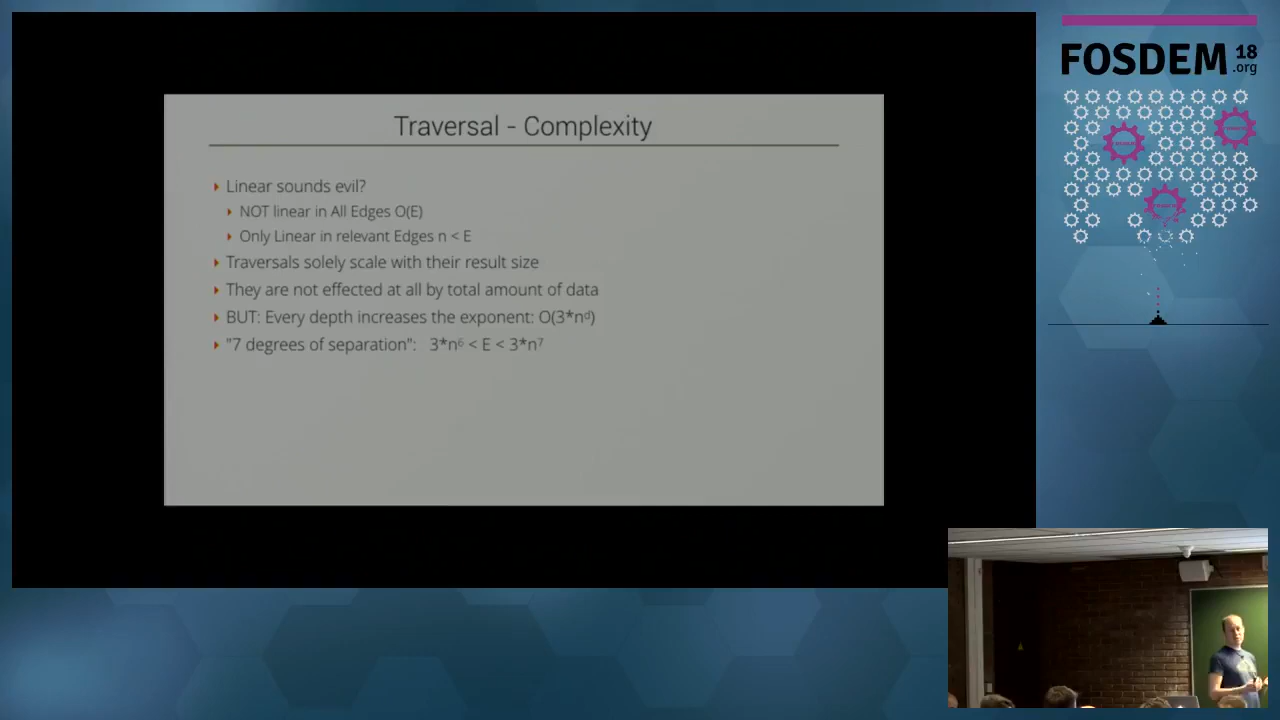 Traversal - Complexity
Linear sounds evil?
NOT linear in All Edges O(E)
Only Linear in relevant Edges n < E
Traversals solely scale with their result size
They are not effected at all by total amount of data
BUT: Every depth increases the exponent: O(3*nᵈ)
"7 degrees of separation": 3*n⁶ < E < 3*n⁷
FOSDEM 18
.org